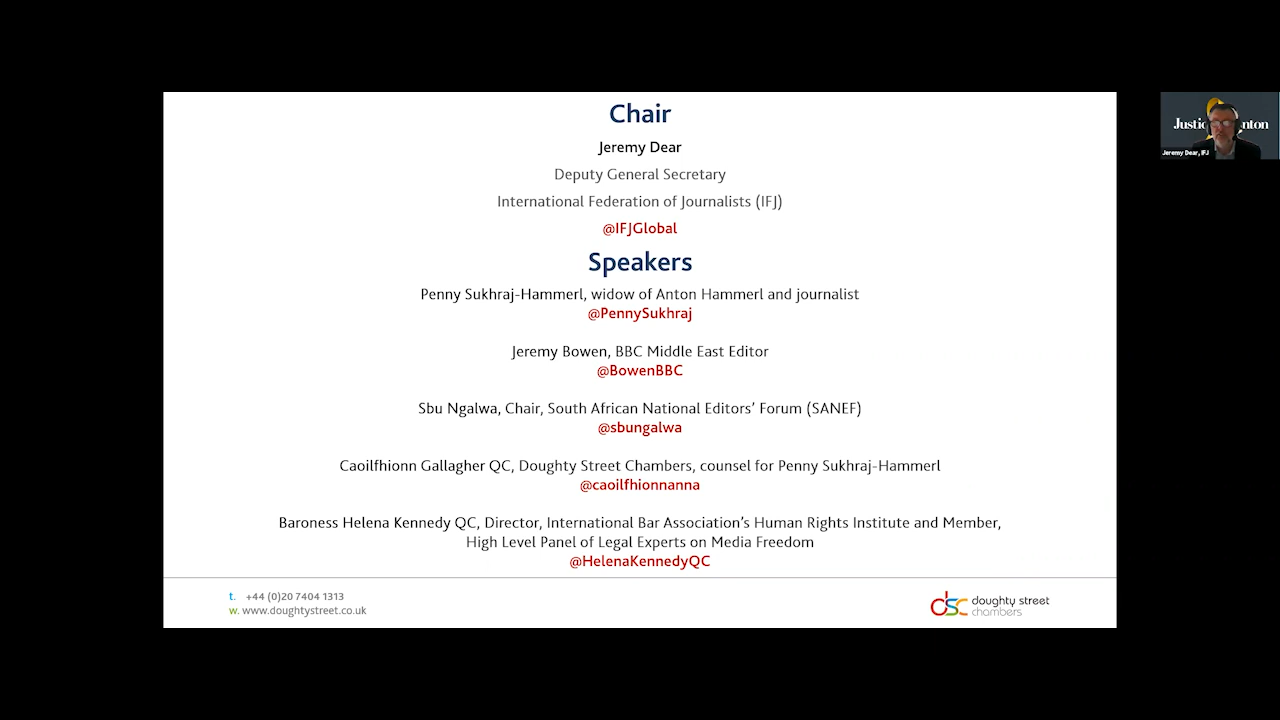 Chair
Jeremy Dear
Deputy General Secretary
International Federation of Journalists (IFJ)
@IFJGlobal
Speakers
Penny Sukhraj-Hammerl, widow of Anton Hammerl and journalist
@PennySukhraj
Jeremy Bowen, BBC Middle East Editor
@BowenBBC
Sbu Ngalwa, Chair, South African National Editors' Forum (SANEF)
@sbungalwa
Caoilfhionn Gallagher QC, Doughty Street Chambers, counsel for Penny Sukhraj-Hammerl
@caoilfhionnanna
Baroness Helena Kennedy QC, Director, International Bar Association's Human Rights Institute and Member,
High Level Panel of Legal Experts on Media Freedom
@HelenaKennedyQC
t. +44 (0)20 7404 1313
w. www.doughtystreet.co.uk
dsc doughty street
chambers
Jeremy Dear, IFJ